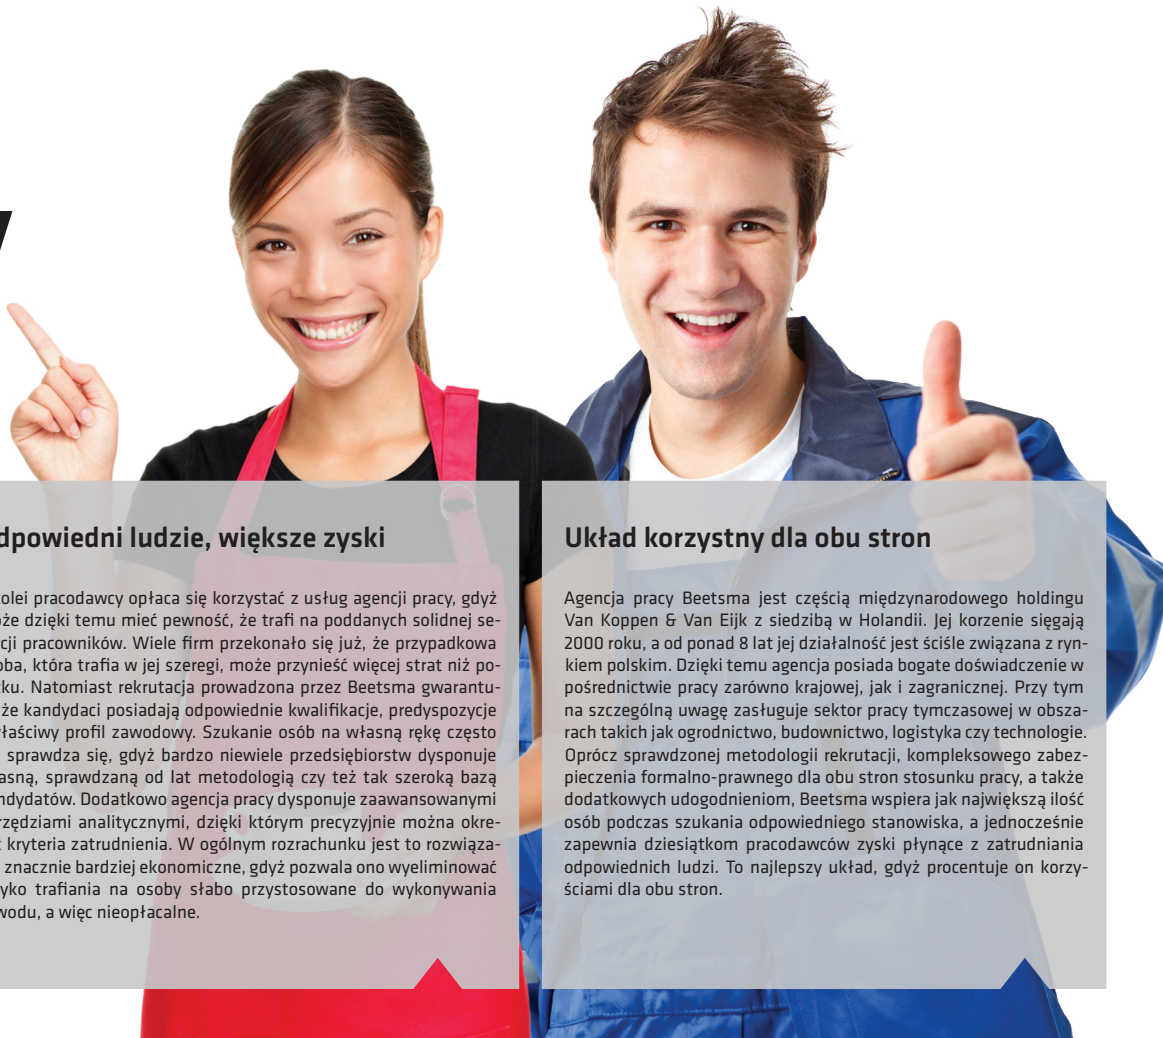 y
dpowiedni ludzie, większe zyski
olei pracodawcy opłaca się korzystać z usług agencji pracy, gdyż
oże dzięki temu mieć pewność, że trafi na poddanych solidnej se-
cji pracowników. Wiele firm przekonało się już, że przypadkowa
oba, która trafia w jej szeregi, może przynieść więcej strat niż po-
tku. Natomiast rekrutacja prowadzona przez Beetsma gwarantu-
że kandydaci posiadają odpowiednie kwalifikacje, predyspozycje
właściwy profil zawodowy. Szukanie osób na własną rękę często
sprawdza się, gdyż bardzo niewiele przedsiębiorstw dysponuje
asną, sprawdzaną od lat metodologią czy też tak szeroką bazą
ndydatów. Dodatkowo agencja pracy dysponuje zaawansowanymi
rzędziami analitycznymi, dzięki którym precyzyjnie można okre-
kryteria zatrudnienia. W ogólnym rozrachunku jest to rozwiąza-
znacznie bardziej ekonomiczne, gdyż pozwala ono wyeliminować
yko trafiania na osoby słabo przystosowane do wykonywania
wodu, a więc nieopłacalne.
Układ korzystny dla obu stron
Agencja pracy Beetsma jest częścią międzynarodowego holdingu
Van Koppen & Van Eijk z siedzibą w Holandii. Jej korzenie sięgają
2000 roku, a od ponad 8 lat jej działalność jest ściśle związana z ryn-
kiem polskim. Dzięki temu agencja posiada bogate doświadczenie w
pośrednictwie pracy zarówno krajowej, jak i zagranicznej. Przy tym
na szczególną uwagę zasługuje sektor pracy tymczasowej w obsza-
rach takich jak ogrodnictwo, budownictwo, logistyka czy technologie.
Oprócz sprawdzonej metodologii rekrutacji, kompleksowego zabez-
pieczenia formalno-prawnego dla obu stron stosunku pracy, a także
dodatkowych udogodnieniom, Beetsma wspiera jak największą ilość
osób podczas szukania odpowiedniego stanowiska, a jednocześnie
zapewnia dziesiątkom pracodawców zyski płynące z zatrudniania
odpowiednich ludzi. To najlepszy układ, gdyż procentuje on korzy-
ściami dla obu stron.